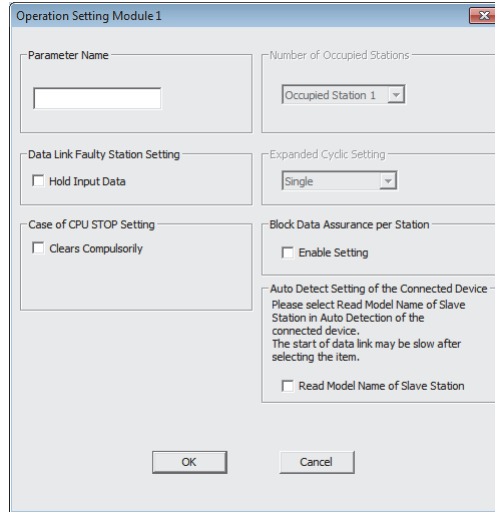 Operation Setting Module 1
Parameter Name
Number of Occupied Stations
Occupied Station 1
Data Link Faulty Station Setting
Hold Input Data
Expanded Cyclic Setting
Single
Case of CPU STOP Setting
Clears Compulsorily
Block Data Assurance per Station
Enable Setting
Auto Detect Setting of the Connected Device
Please select Read Model Name of Slave
Station in Auto Detection of the
connected device.
The start of data link may be slow after
selecting the item.
Read Model Name of Slave Station
OK
Cancel